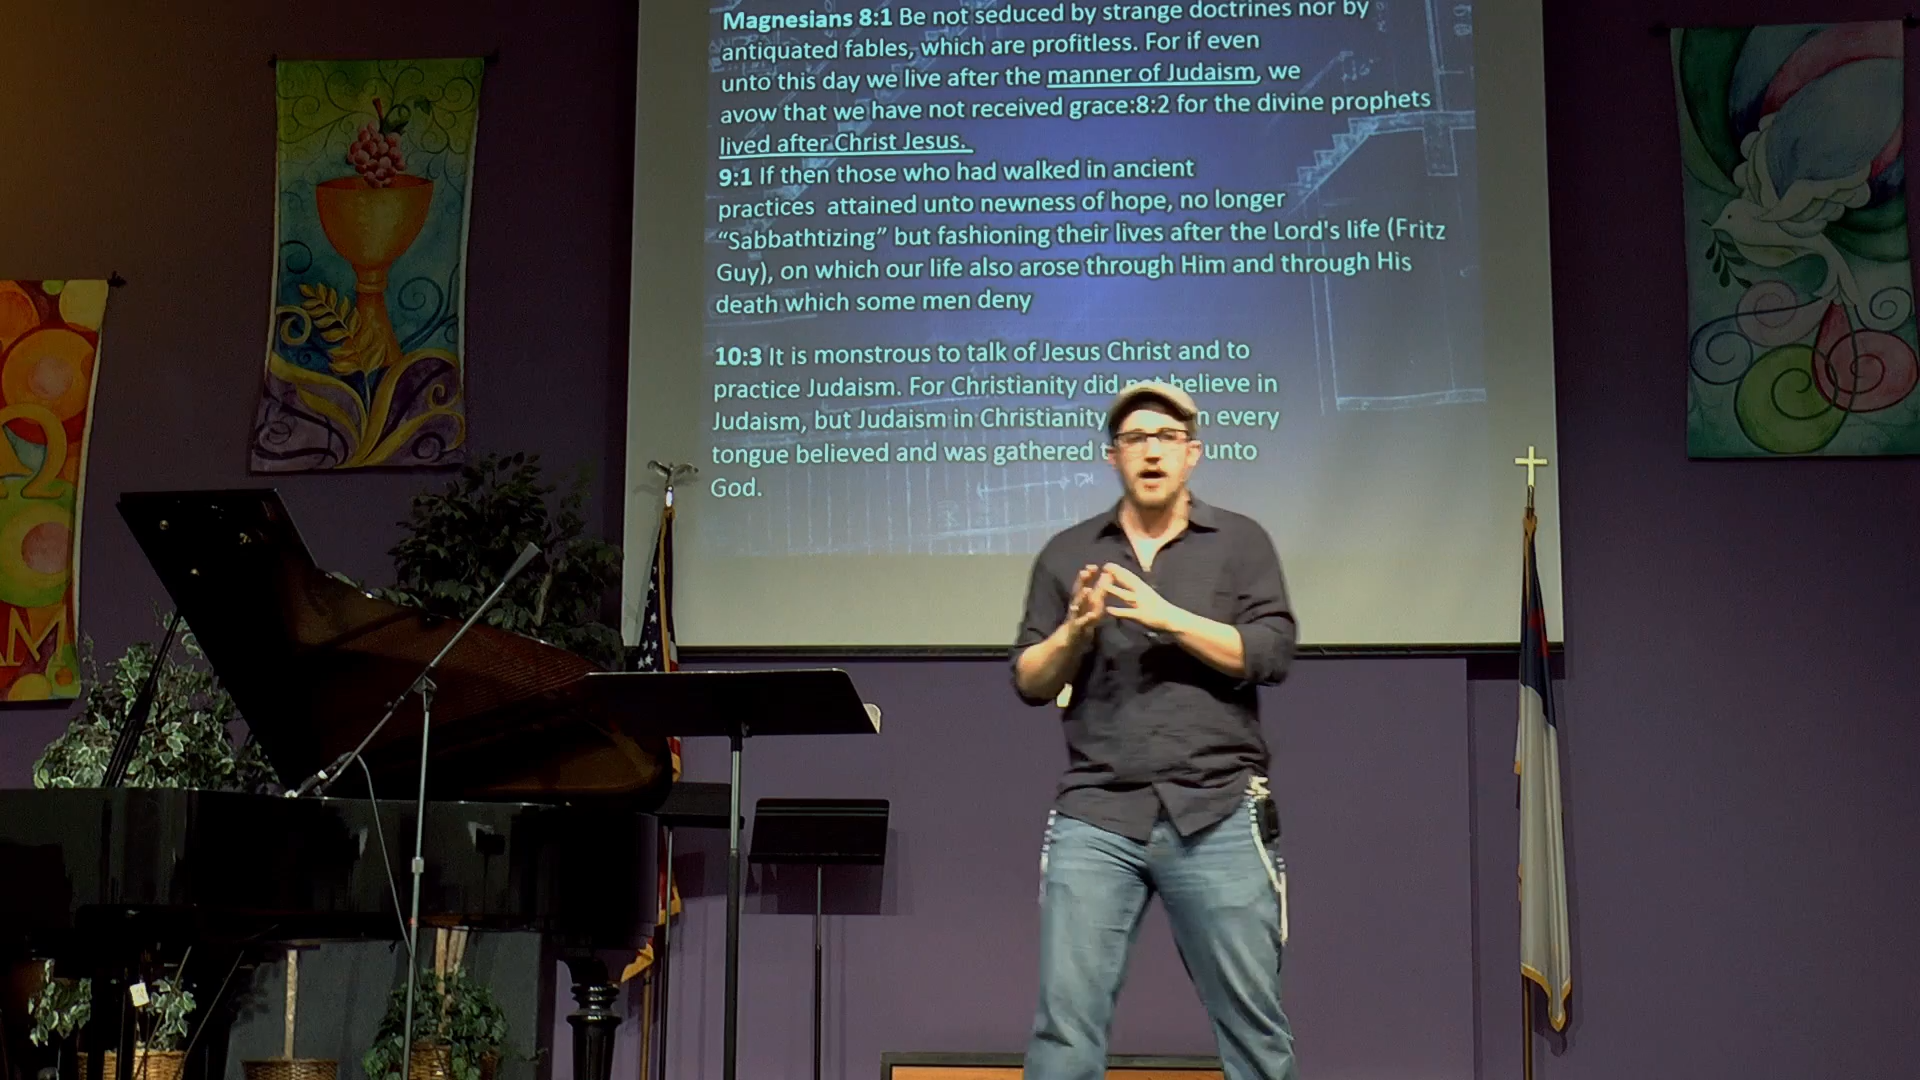 Magnesians 8:1 Be not seduced by strange doctrines nor by
antiquated fables, which are profitless. For if even
unto this day we live after the manner of Judaism, we
avow that we have not received grace:8:2 for the divine prophets
lived after Christ Jesus.
9:1 If then those who had walked in ancient
practices attained unto newness of hope, no longer
“Sabbathtizing” but fashioning their lives after the Lord's life (Fritz
Guy), on which our life also arose through Him and through His
death which some men deny
10:3 It is monstrous to talk of Jesus Christ and to
practice Judaism. For Christianity did not believe in
Judaism, but Judaism in Christianity every
tongue believed and was gathered unto
God.
Ω
AM